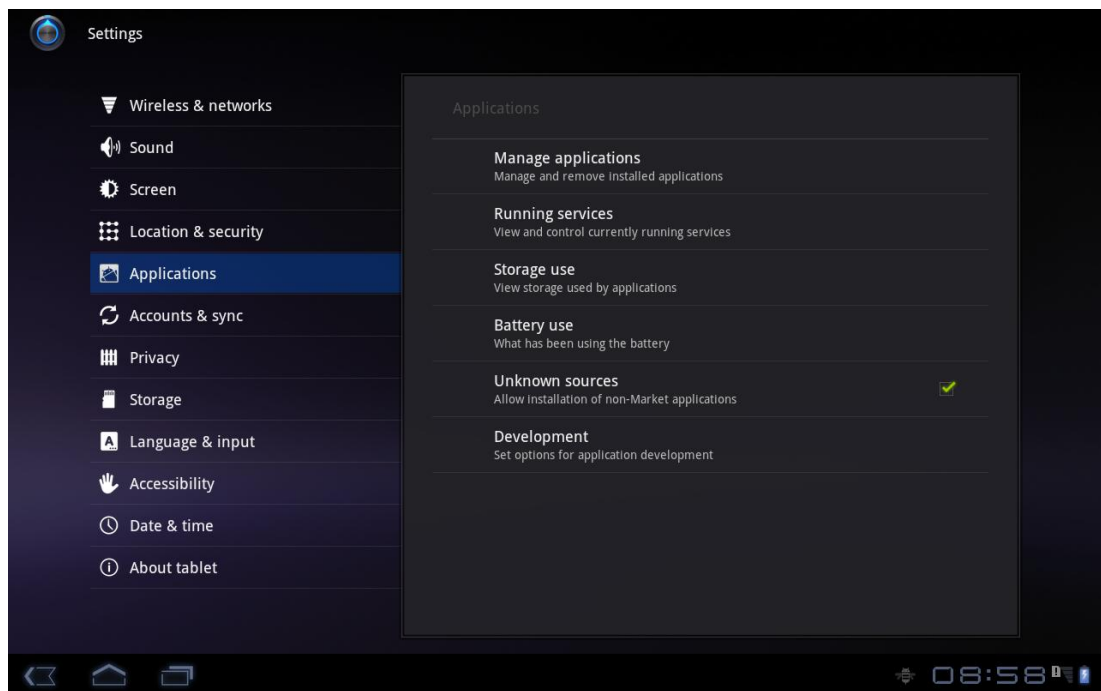 Settings
Wireless & networks
Sound
Screen
Location & security
Applications
Accounts & sync
Privacy
Storage
Language & input
Accessibility
Date & time
About tablet
Applications
Manage applications
Manage and remove installed applications
Running services
View and control currently running services
Storage use
View storage used by applications
Battery use
What has been using the battery
Unknown sources
Allow installation of non-Market applications
Development
Set options for application development
08:58